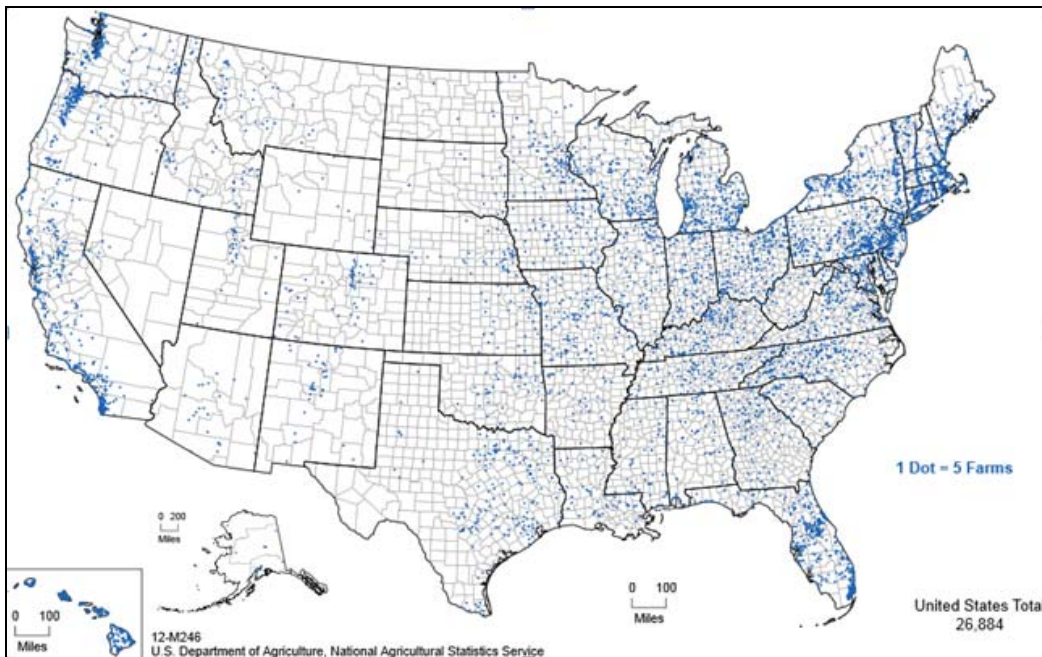 1 Dot = 5 Farms
0 200
Miles
0 100
Miles
0 100
Miles
United States Tota
26,884
12-M246
U.S. Department of Agriculture, National Agricultural Statistics Service